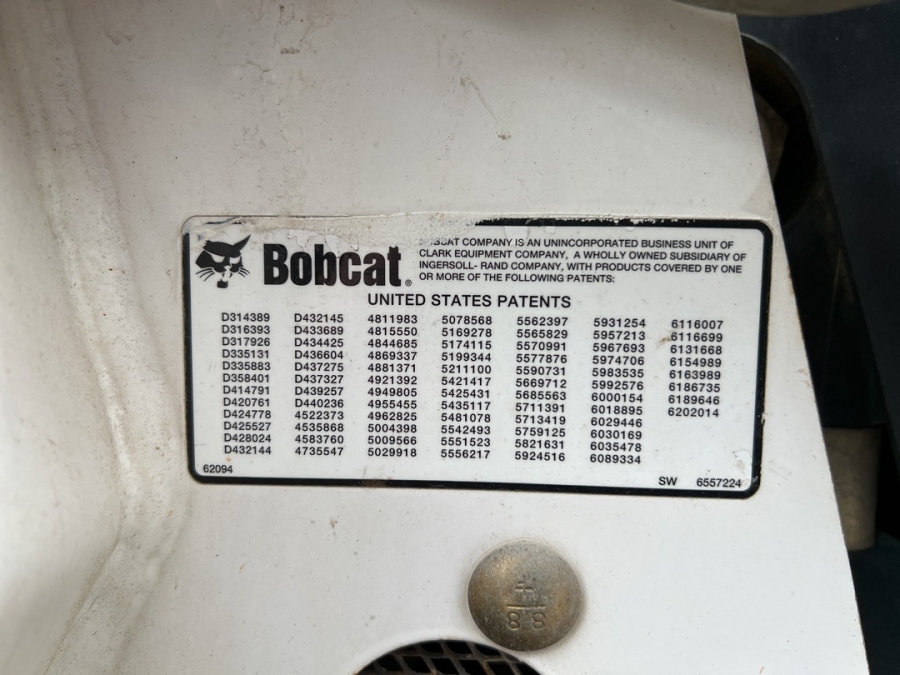 Bobcat®
BOBCAT COMPANY IS AN UNINCORPORATED BUSINESS UNIT OF
CLARK EQUIPMENT COMPANY, A WHOLLY OWNED SUBSIDIARY OF
INGERSOLL- RAND COMPANY, WITH PRODUCTS COVERED BY ONE
OR MORE OF THE FOLLOWING PATENTS:
UNITED STATES PATENTS
D314389 D432145 4811983 5078568 5562397 5931254 6116007
D316393 D433689 4815550 5169278 5565829 5957213 6116699
D317926 D434425 4844685 5174115 5570991 5967693 6131668
D335131 D436604 4869337 5199344 5577876 5974706 6154989
D335883 D437275 4881371 5211100 5590731 5983535 6163989
D358401 D437327 4921392 5421417 5669712 5992576 6186735
D414791 D439257 4949805 5425431 5685563 6000154 6189646
D420761 D440236 4955455 5435117 5711391 6018895 6202014
D424778 4522373 4962825 5481078 5713419 6029446
D425527 4535868 5004398 5542493 5759125 6030169
D428024 4583760 5009566 5551523 5821631 6035478
D432144 4735547 5029918 5556217 5924516 6089334
62094
SW 6557224
88